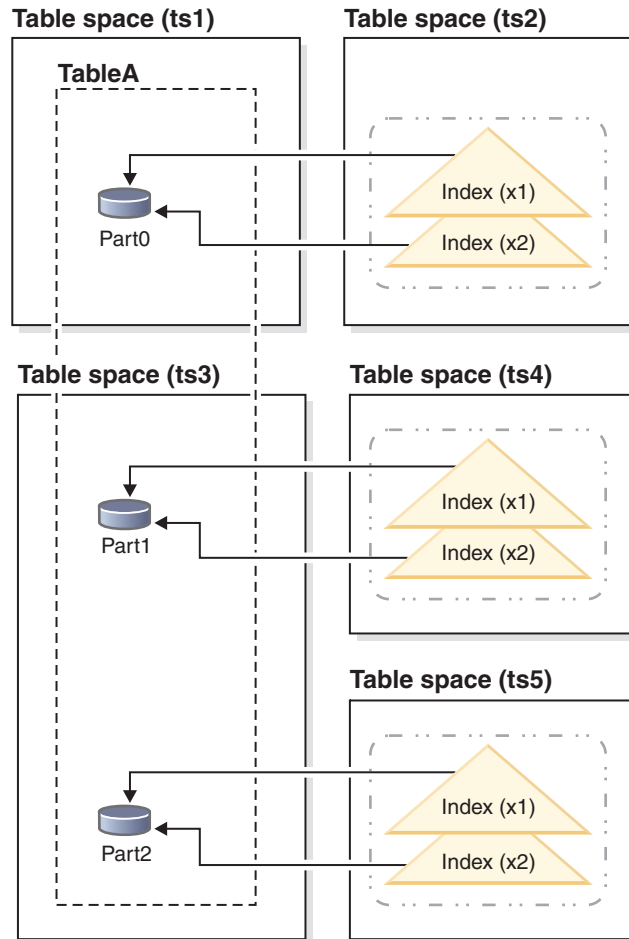 Table space (ts1)
Table space (ts2)
TableA
Index (x1)
Part0
Index (x2)
Table space (ts3)
Table space (ts4)
Index (x1)
Part1
Index (x2)
Table space (ts5)
Index (x1)
Part2
Index (x2)